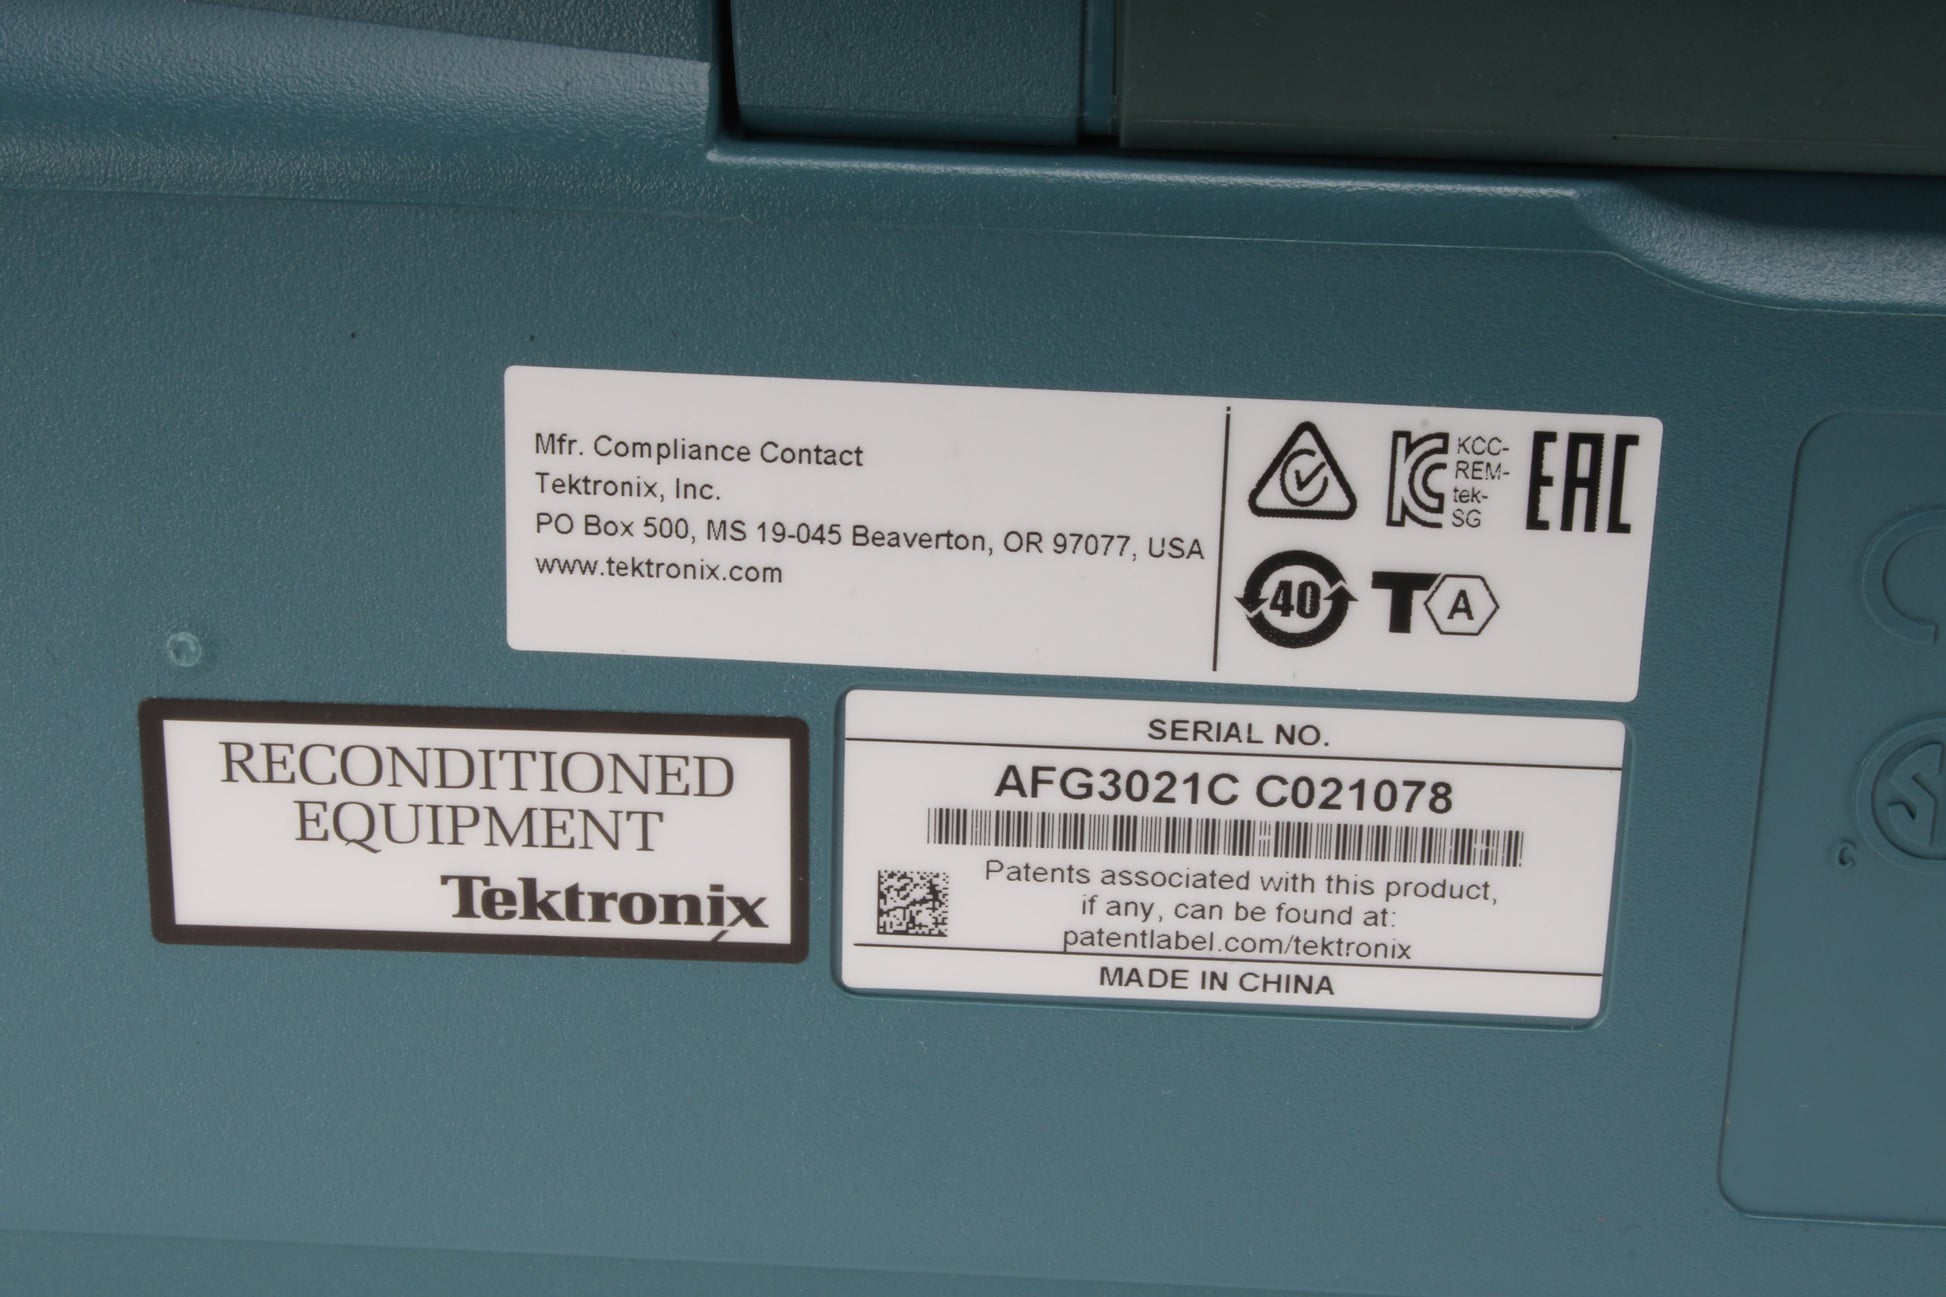 Mfr. Compliance Contact
Tektronix, Inc.
PO Box 500, MS 19-045 Beaverton, OR 97077, USA
www.tektronix.com
KCC-
REM-
tek-
SG
EAC
40
T A
RECONDITIONED
EQUIPMENT
Tektronix
SERIAL NO.
AFG3021C C021078
Patents associated with this product,
if any, can be found at:
patentlabel.com/tektronix
MADE IN CHINA
C